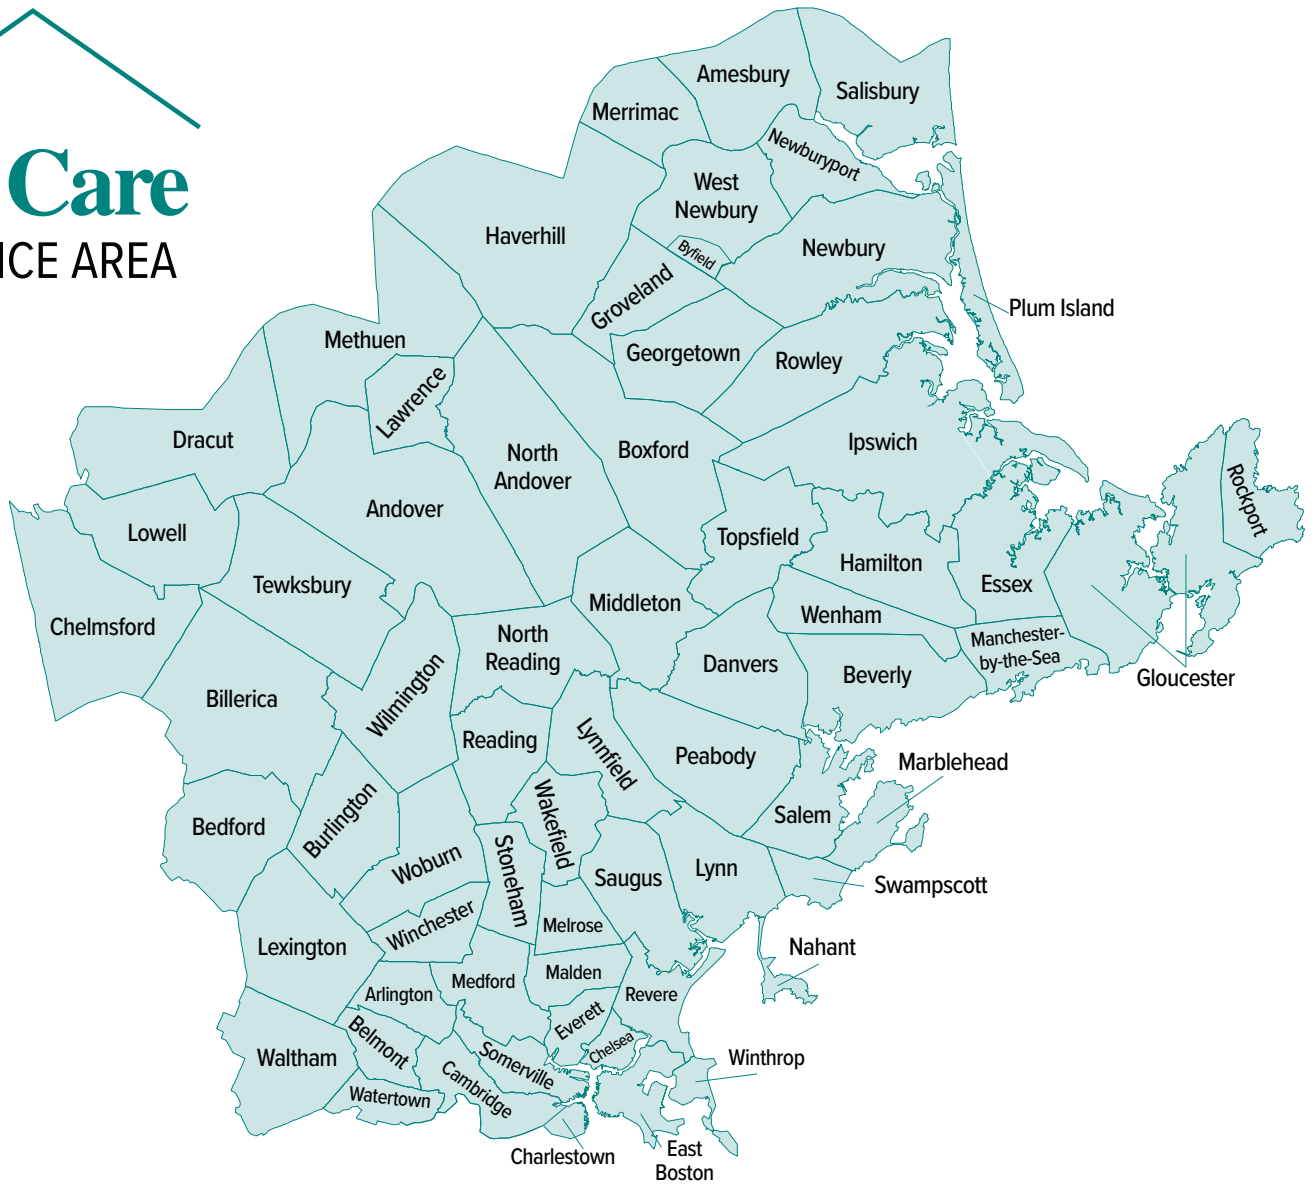 Care
ICE AREA
Amesbury
Salisbury
Merrimac
Newburyport
West
Newbury
Haverhill
Byfield
Newbury
Groveland
Plum Island
Methuen
Georgetown
Rowley
Lawrence
Dracut
Ipswich
Boxford
North
Andover
Rockport
Andover
Lowell
Topsfield
Hamilton
Tewksbury
Essex
Middleton
Wenham
Chelmsford
North
Reading
Manchester-
by-the-Sea
Danvers
Beverly
Gloucester
Billerica
Wilmington
Reading
Lynnfield
Peabody
Marblehead
Salem
Bedford
Burlington
Wakefield
Woburn
Stoneham
Saugus
Lynn
Swampscott
Winchester
Melrose
Lexington
Nahant
Malden
Medford
Arlington
Revere
Everett
Belmont
Chelsea
Waltham
Somerville
Winthrop
Cambridge
Watertown
Charlestown
East
Boston